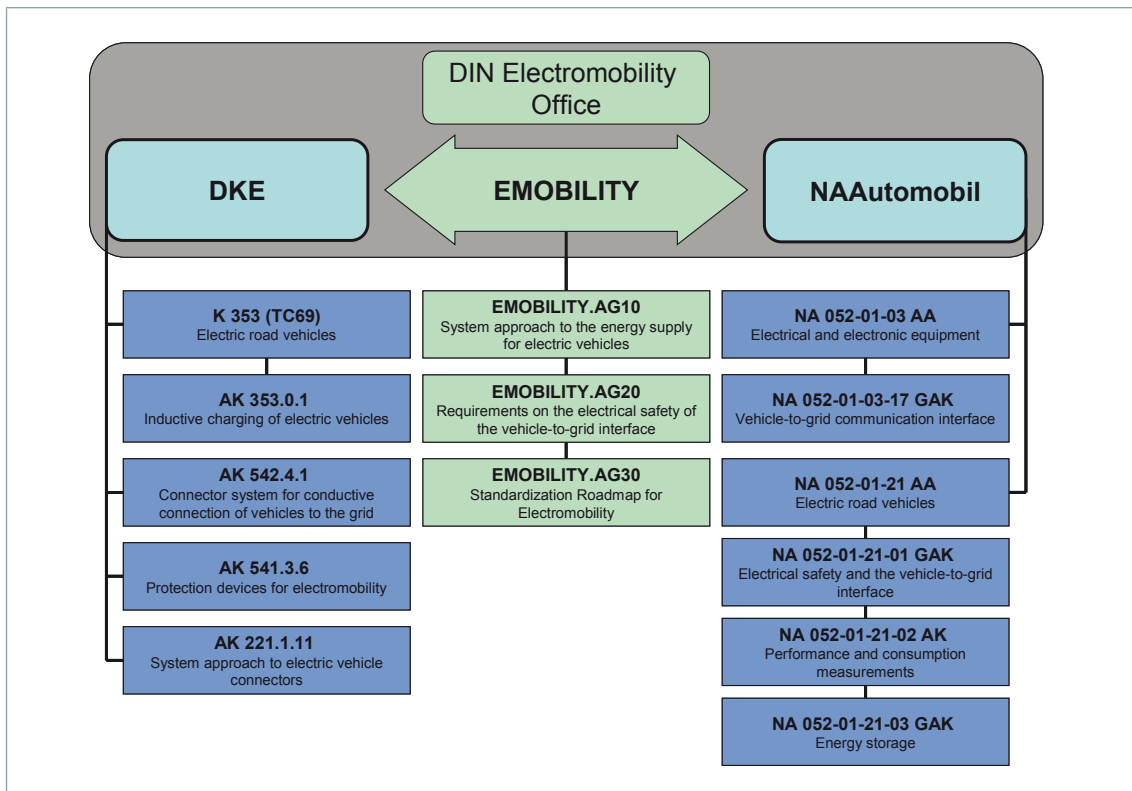 DIN Electromobility
Office
DKE
EMOBILITY
NAAutomobil
K 353 (TC69)
Electric road vehicles
AK 353.0.1
Inductive charging of electric vehicles
AK 542.4.1
Connector system for conductive
connection of vehicles to the grid
AK 541.3.6
Protection devices for electromobility
AK 221.1.11
System approach to electric vehicle
connectors
EMOBILITY.AG10
System approach to the energy supply
for electric vehicles
EMOBILITY.AG20
Requirements on the electrical safety of
the vehicle-to-grid interface
EMOBILITY.AG30
Standardization Roadmap for
Electromobility
NA 052-01-03 AA
Electrical and electronic equipment
NA 052-01-03-17 GAK
Vehicle-to-grid communication interface
NA 052-01-21 AA
Electric road vehicles
NA 052-01-21-01 GAK
Electrical safety and the vehicle-to-grid
interface
NA 052-01-21-02 AK
Performance and consumption
measurements
NA 052-01-21-03 GAK
Energy storage